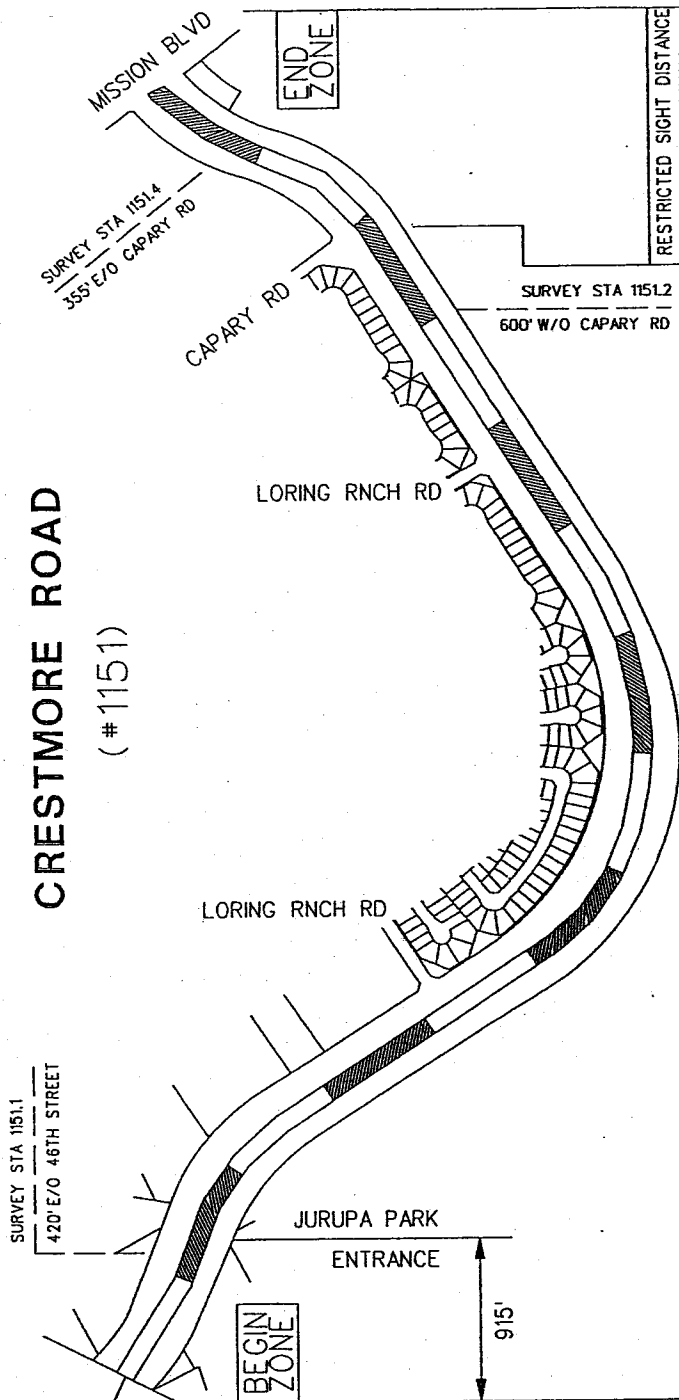 MISSION BLVD
END
ZONE
RESTRICTED SIGHT DISTANCE
SURVEY STA 1151.4
355' E/O CAPARY RD
SURVEY STA 1151.2
600' W/O CAPARY RD
CAPARY RD
LORING RNCH RD
CRESTMORE ROAD
(#1151)
LORING RNCH RD
SURVEY STA 1151.1
420' E/O 46TH STREET
JURUPA PARK
ENTRANCE
BEGIN
ZONE
915'